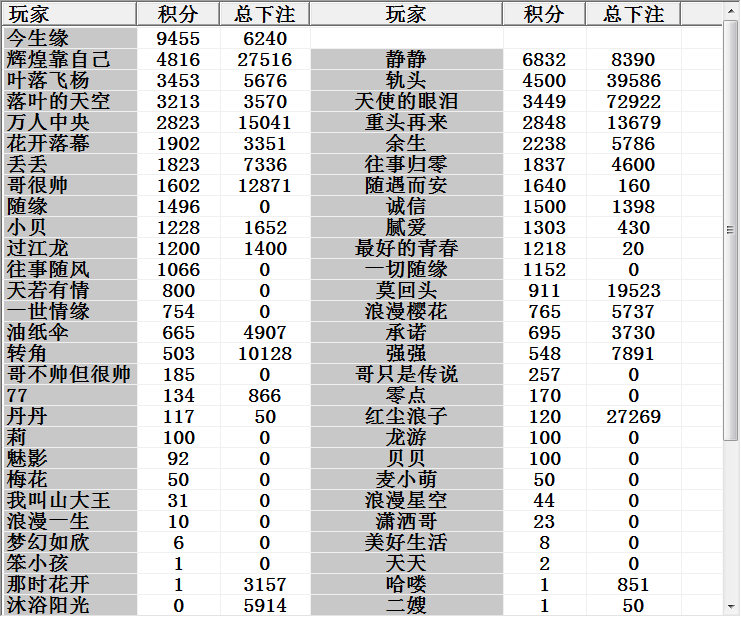 玩家 积分 总下注 玩家 积分 总下注
今生缘 9455 6240
辉煌靠自己 4816 27516 静静 6832 8390
叶落飞杨 3453 5676 轨头 4500 39586
落叶的天空 3213 3570 天使的眼泪 3449 72922
万人中央 2823 15041 重头再来 2848 13679
花开落幕 1902 3351 余生 2238 5786
丢丢 1823 7336 往事归零 1837 4600
哥很帅 1602 12871 随遇而安 1640 160
随缘 1496 0 诚信 1500 1398
小贝 1228 1652 腻爱 1303 430
过江龙 1200 1400 最好的青春 1218 20
往事随风 1066 0 一切随缘 1152 0
天若有情 800 0 莫回头 911 19523
一世情缘 754 0 浪漫樱花 765 5737
油纸伞 665 4907 承诺 695 3730
转角 503 10128 强强 548 7891
哥不帅但很帅 185 0 哥只是传说 257 0
77 134 866 零点 170 0
丹丹 117 50 红尘浪子 120 27269
莉 100 0 龙游 100 0
魅影 92 0 贝贝 100 0
梅花 50 0 麦小萌 50 0
我叫山大王 31 0 浪漫星空 44 0
浪漫一生 10 0 潇洒哥 23 0
梦幻如欣 6 0 美好生活 8 0
笨小孩 1 0 天天 2 0
那时花开 1 3157 哈喽 1 851
沐浴阳光 0 5914 二嫂 1 50